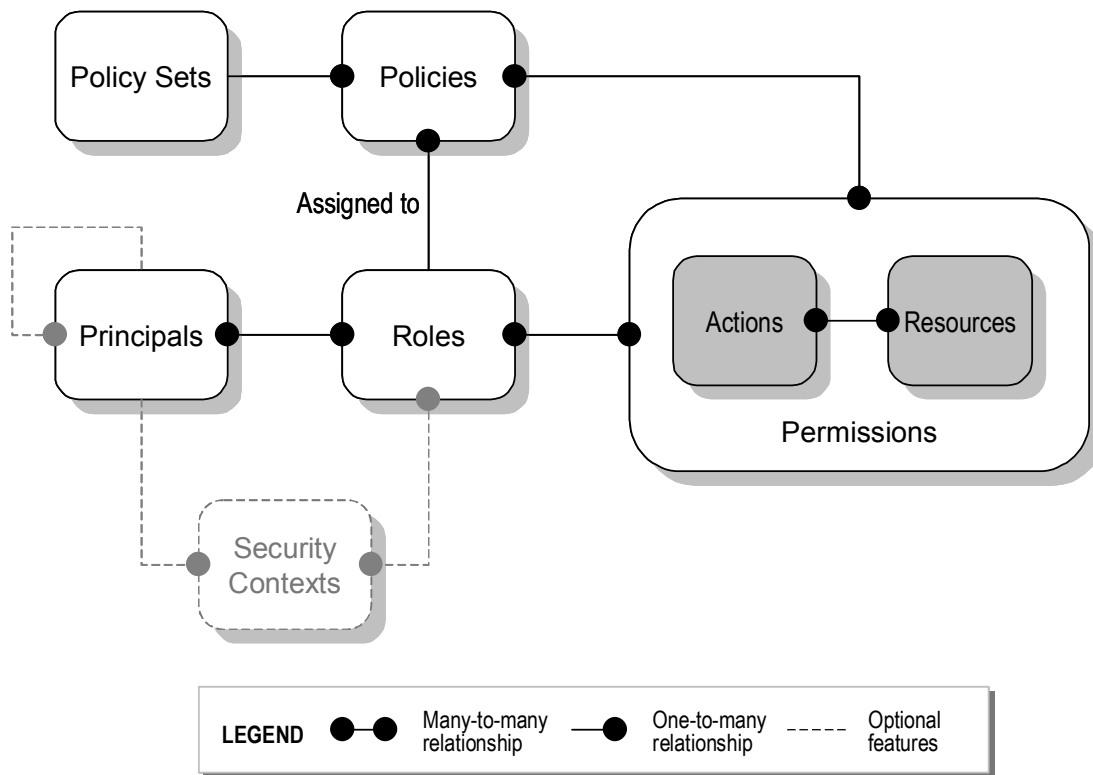 Policy Sets
Policies
Assigned to
Principals
Roles
Actions
Resources
Permissions
Security
Contexts
LEGEND
Many-to-many
relationship
One-to-many
relationship
Optional
features